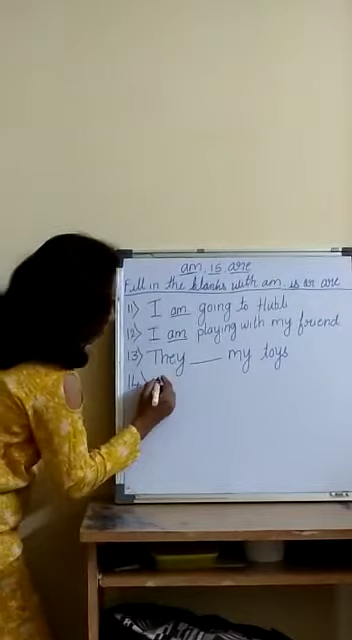 am, is, are
Fill in the blanks with am, is or are
11) I am going to Hubli
12) I am playing with my friend
13) They ___ my toys
14)